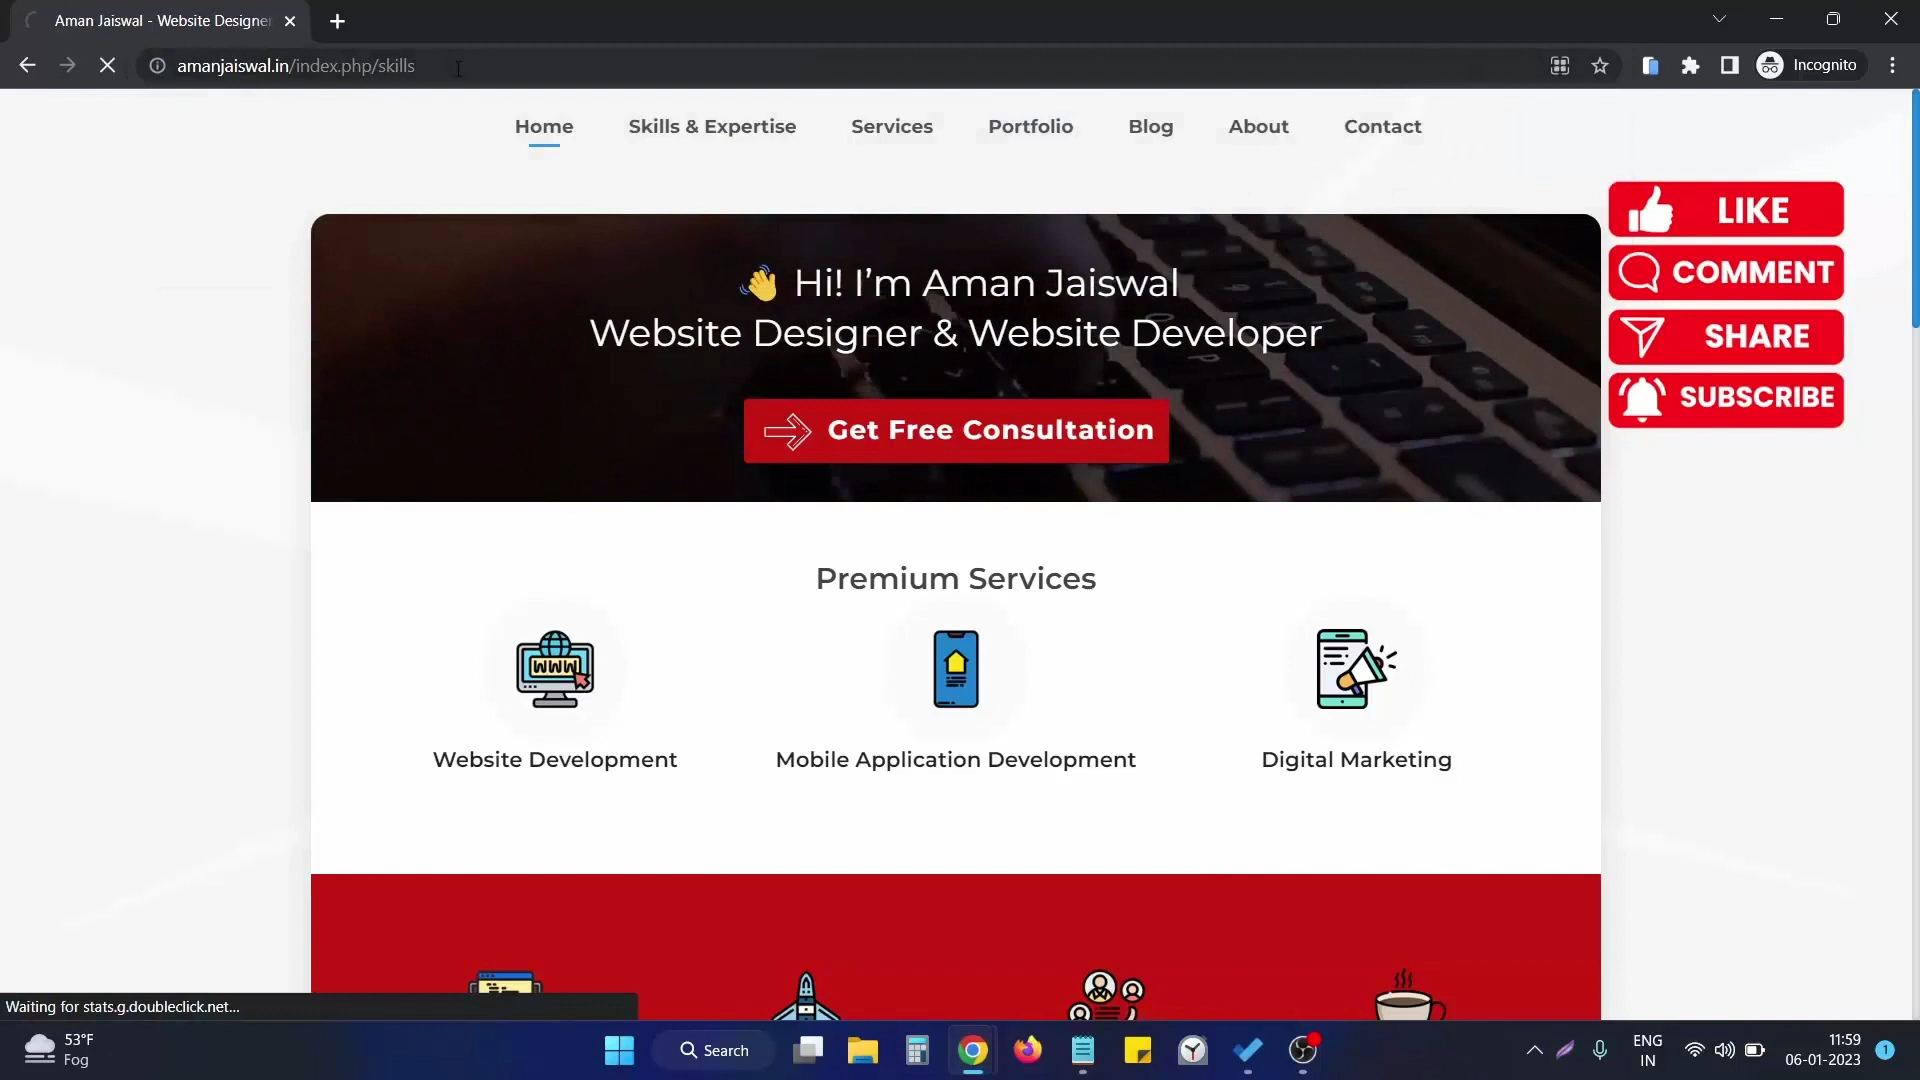 Aman Jaiswal - Website Designe
amanjaiswal.in/index.php/skills
Incognito
Home
Skills & Expertise
Services
Portfolio
Blog
About
Contact
LIKE
COMMENT
SHARE
SUBSCRIBE
👋 Hi! I'm Aman Jaiswal
Website Designer & Website Developer
Get Free Consultation
Premium Services
WWW
Website Development
Mobile Application Development
Digital Marketing
Waiting for stats.g.doubleclick.net...
53°F
Fog
Search
ENG
IN
11:59
06-01-2023
1